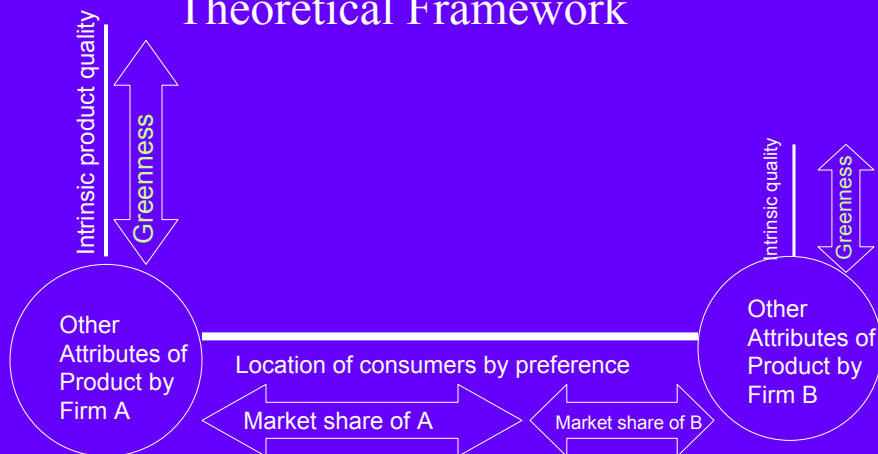 Theoretical Framework
Intrinsic product quality
Greenness
Intrinsic quality
Greenness
Other
Attributes of
Product by
Firm A
Location of consumers by preference
Market share of A
Market share of B
Other
Attributes of
Product by
Firm B